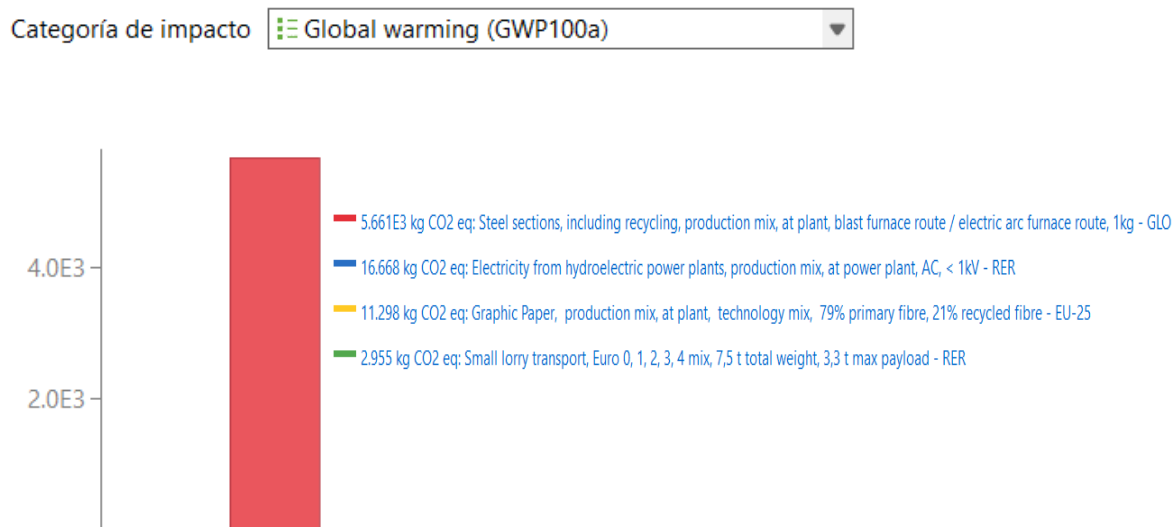 Categoría de impacto Global warming (GWP100a)
5.661E3 kg CO2 eq: Steel sections, including recycling, production mix, at plant, blast furnace route / electric arc furnace route, 1kg - GLO
4.0E3
16.668 kg CO2 eq: Electricity from hydroelectric power plants, production mix, at power plant, AC, < 1kV - RER
11.298 kg CO2 eq: Graphic Paper, production mix, at plant, technology mix, 79% primary fibre, 21% recycled fibre - EU-25
2.955 kg CO2 eq: Small lorry transport, Euro 0, 1, 2, 3, 4 mix, 7,5 t total weight, 3,3 t max payload - RER
2.0E3